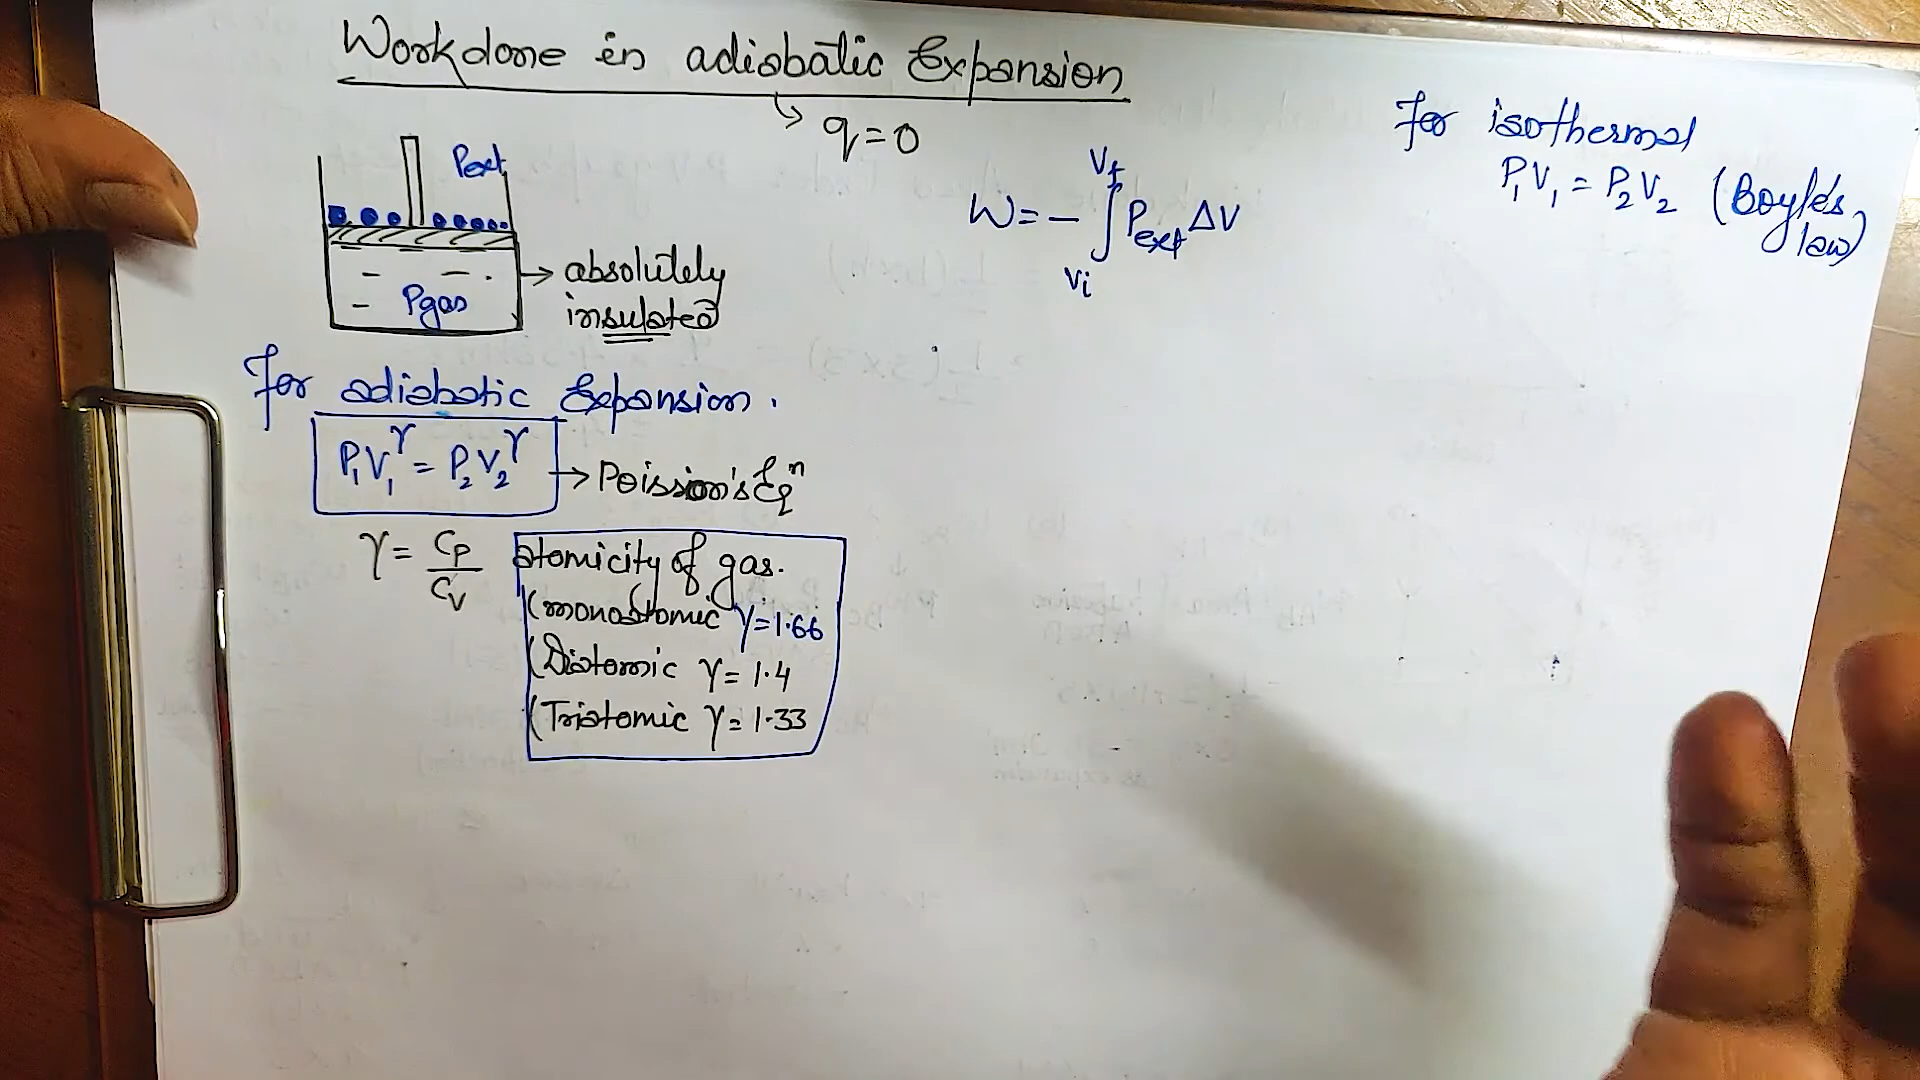 Workdone in adiabatic Expansion
q=0
Pext
Pgas
absolutely
insulated
W = - ∫ Pext ΔV
Vf
Vi
For isothermal
P₁V₁ = P₂V₂ (Boyle's
law)
For adiabatic Expansion.
P₁V₁^γ = P₂V₂^γ → Poission's Eqⁿ
γ = Cp/Cv
atomicity of gas.
(monoatomic γ=1.66
(Diatomic γ= 1.4
(Triatomic γ= 1.33